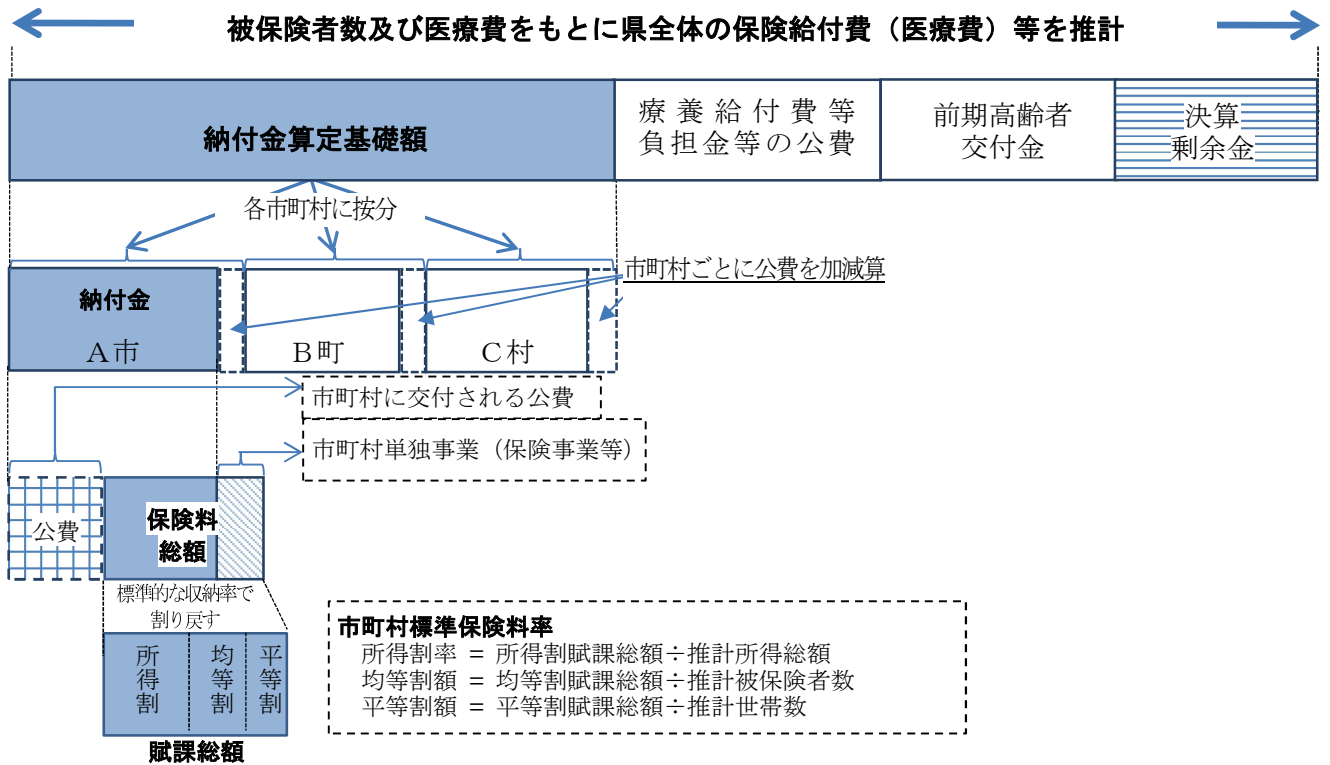 被保険者数及び医療費をもとに県全体の保険給付費（医療費）等を推計
納付金算定基礎額
療養給付費等
負担金等の公費
前期高齢者
交付金
決算
剰余金
各市町村に按分
市町村ごとに公費を加減算
納付金
Ａ市
Ｂ町
Ｃ村
市町村に交付される公費
市町村単独事業（保険事業等）
公費
保険料
総額
標準的な収納率で
割り戻す
所得割
均等割
平等割
賦課総額
市町村標準保険料率
所得割率 ＝ 所得割賦課総額÷推計所得総額
均等割額 ＝ 均等割賦課総額÷推計被保険者数
平等割額 ＝ 平等割賦課総額÷推計世帯数